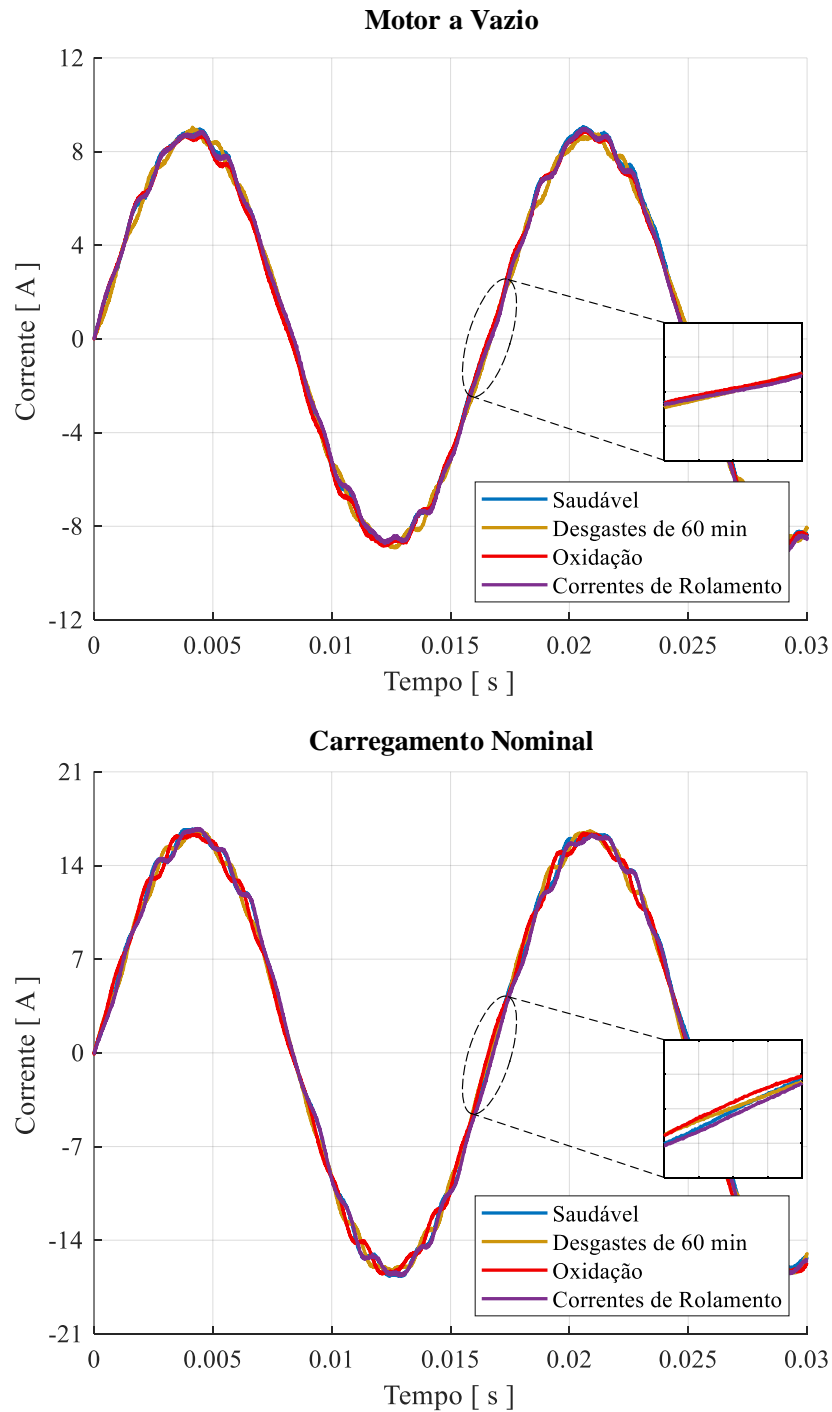 Motor a Vazio
12
8
4
0
-4
-8
-12
Corrente [ A ]
Saudável
Desgastes de 60 min
Oxidação
Correntes de Rolamento
0 0.005 0.01 0.015 0.02 0.025 0.03
Tempo [ s ]
Carregamento Nominal
21
14
7
0
-7
-14
-21
Corrente [ A ]
Saudável
Desgastes de 60 min
Oxidação
Correntes de Rolamento
0 0.005 0.01 0.015 0.02 0.025 0.03
Tempo [ s ]